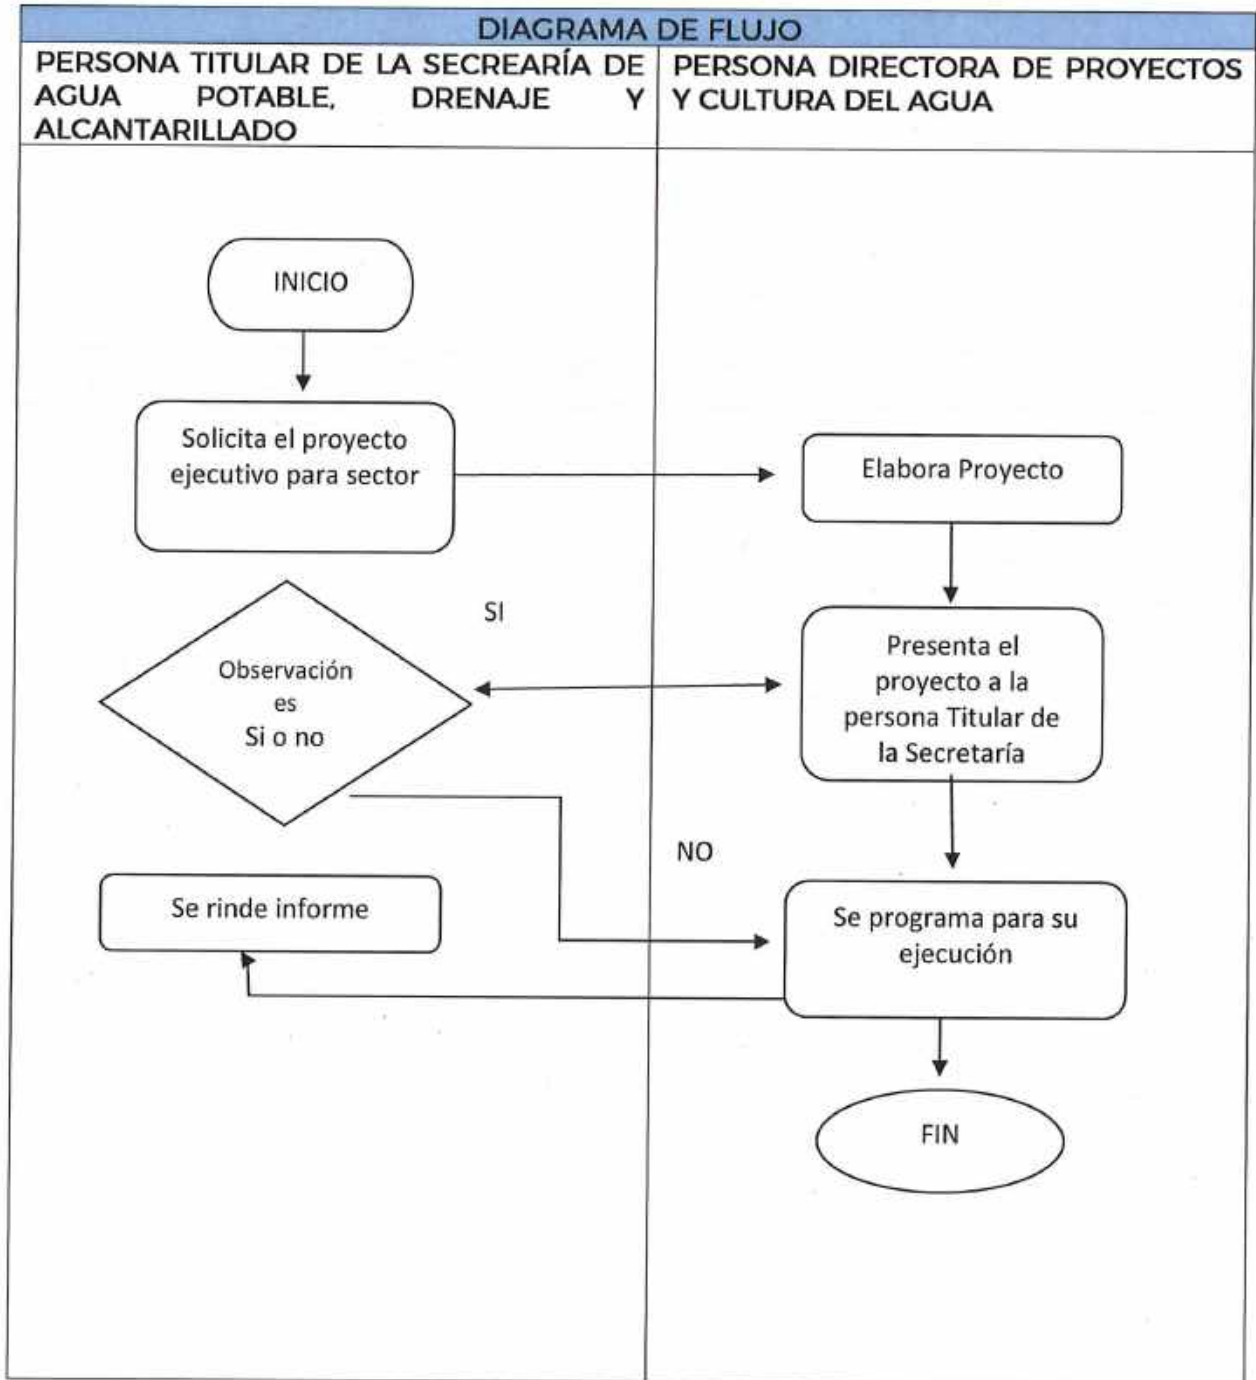 DIAGRAMA DE FLUJO
PERSONA TITULAR DE LA SECREARÍA DE
AGUA POTABLE, DRENAJE Y
ALCANTARILLADO
PERSONA DIRECTORA DE PROYECTOS
Y CULTURA DEL AGUA
INICIO
Solicita el proyecto
ejecutivo para sector
Elabora Proyecto
SI
Observación
es
Si o no
Presenta el
proyecto a la
persona Titular de
la Secretaría
NO
Se rinde informe
Se programa para su
ejecución
FIN